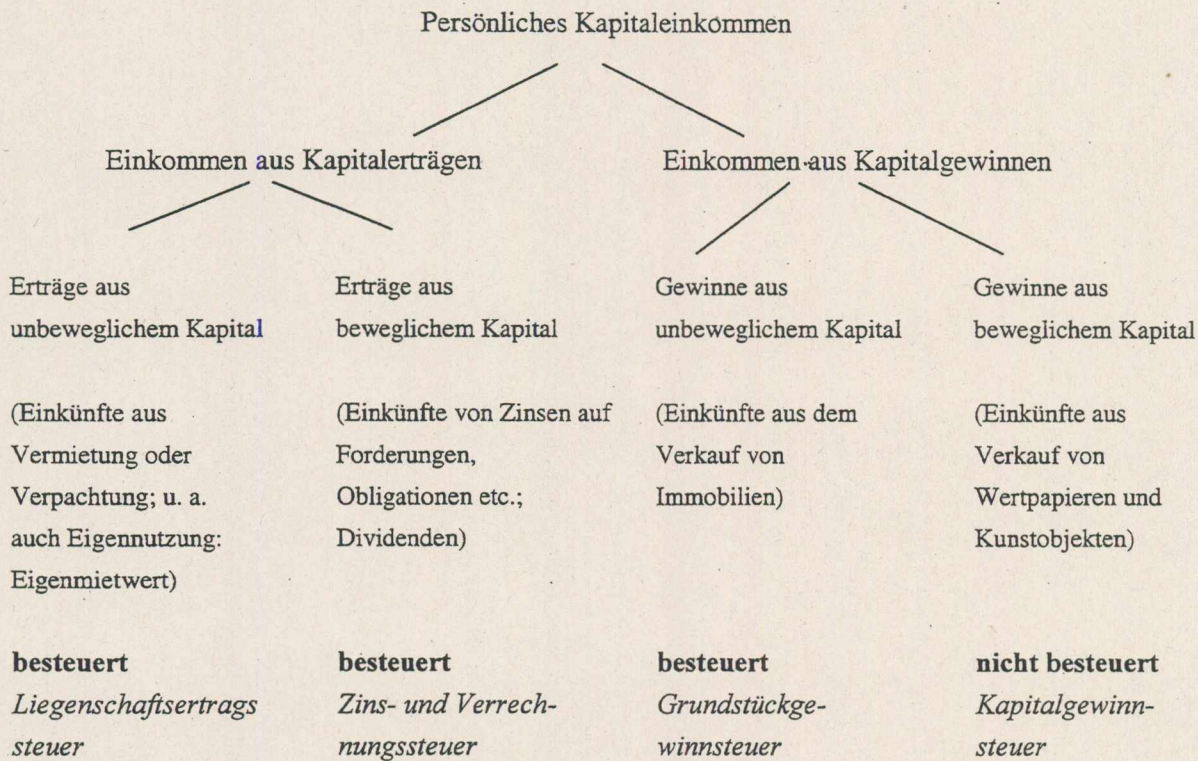 Persönliches Kapitaleinkommen
Einkommen aus Kapitalerträgen
Einkommen aus Kapitalgewinnen
Erträge aus
unbeweglichem Kapital
(Einkünfte aus
Vermietung oder
Verpachtung; u. a.
auch Eigennutzung:
Eigenmietwert)
besteuert
Liegenschaftsertrags
steuer
Erträge aus
beweglichem Kapital
(Einkünfte von Zinsen auf
Forderungen,
Obligationen etc.;
Dividenden)
besteuert
Zins- und Verrech-
nungssteuer
Gewinne aus
unbeweglichem Kapital
(Einkünfte aus dem
Verkauf von
Immobilien)
besteuert
Grundstückge-
winnsteuer
Gewinne aus
beweglichem Kapital
(Einkünfte aus
Verkauf von
Wertpapieren und
Kunstobjekten)
nicht besteuert
Kapitalgewinn-
steuer